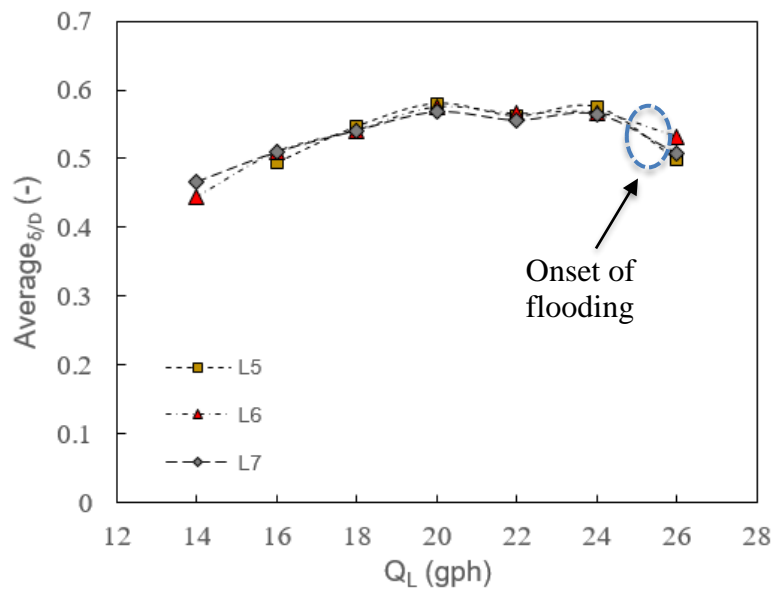 0.7
0.6
0.5
0.4
0.3
0.2
0.1
0
Average δ/D (-)
Onset of
flooding
L5
L6
L7
12 14 16 18 20 22 24 26 28
Q_L (gph)